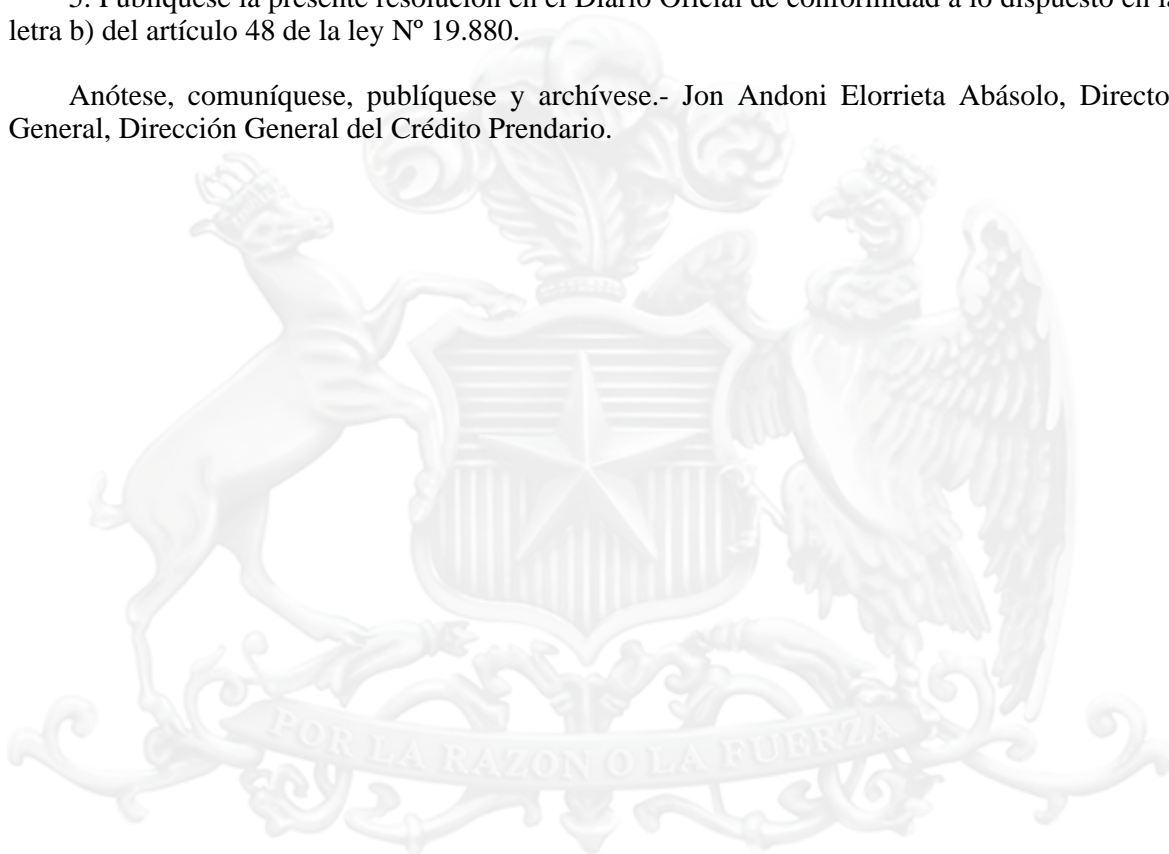 Publíquese la presente resolución en el Diario Oficial de conformidad a lo dispuesto en la
letra b) del artículo 48 de la ley Nº 19.880.
Anótese, comuníquese, publíquese y archívese.- Jon Andoni Elorrieta Abásolo, Directo
General, Dirección General del Crédito Prendario.
POR LA RAZON O LA FUERZA